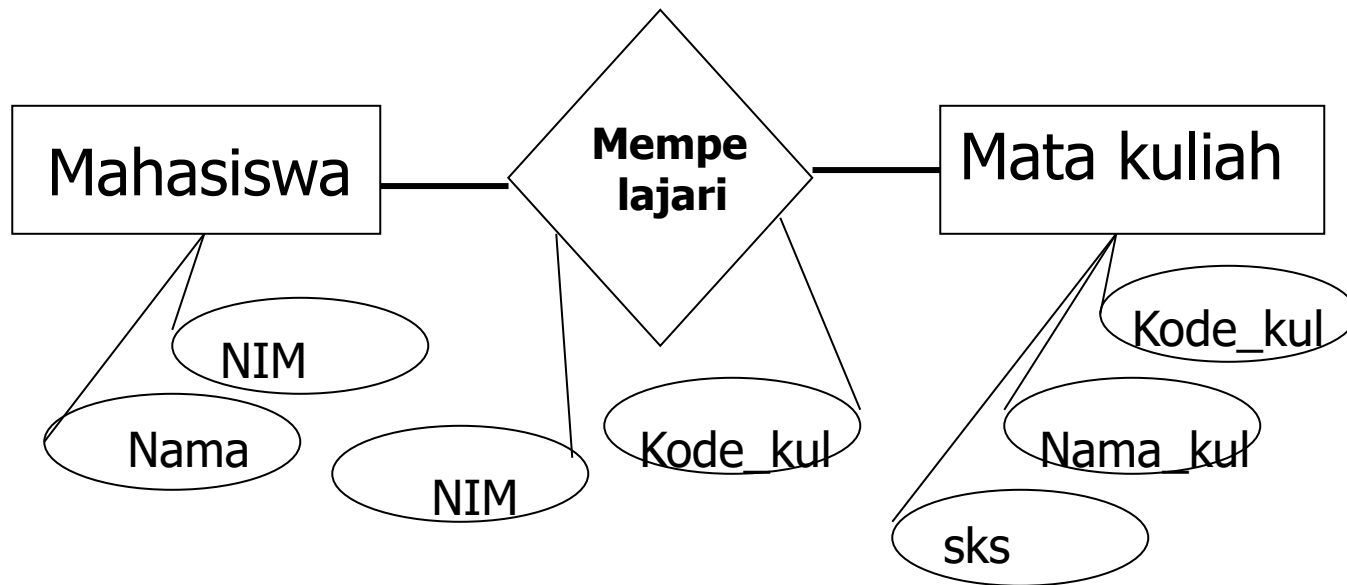 Mahasiswa
Mempe
lajari
Mata kuliah
NIM
Nama
NIM
Kode_kul
Kode_kul
Nama_kul
sks